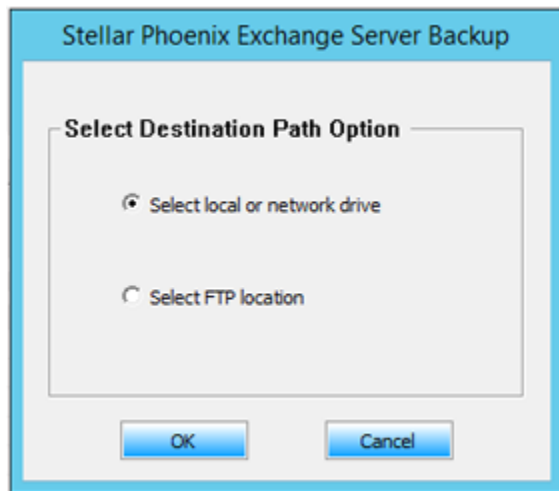 Stellar Phoenix Exchange Server Backup
Select Destination Path Option
Select local or network drive
Select FTP location
OK
Cancel